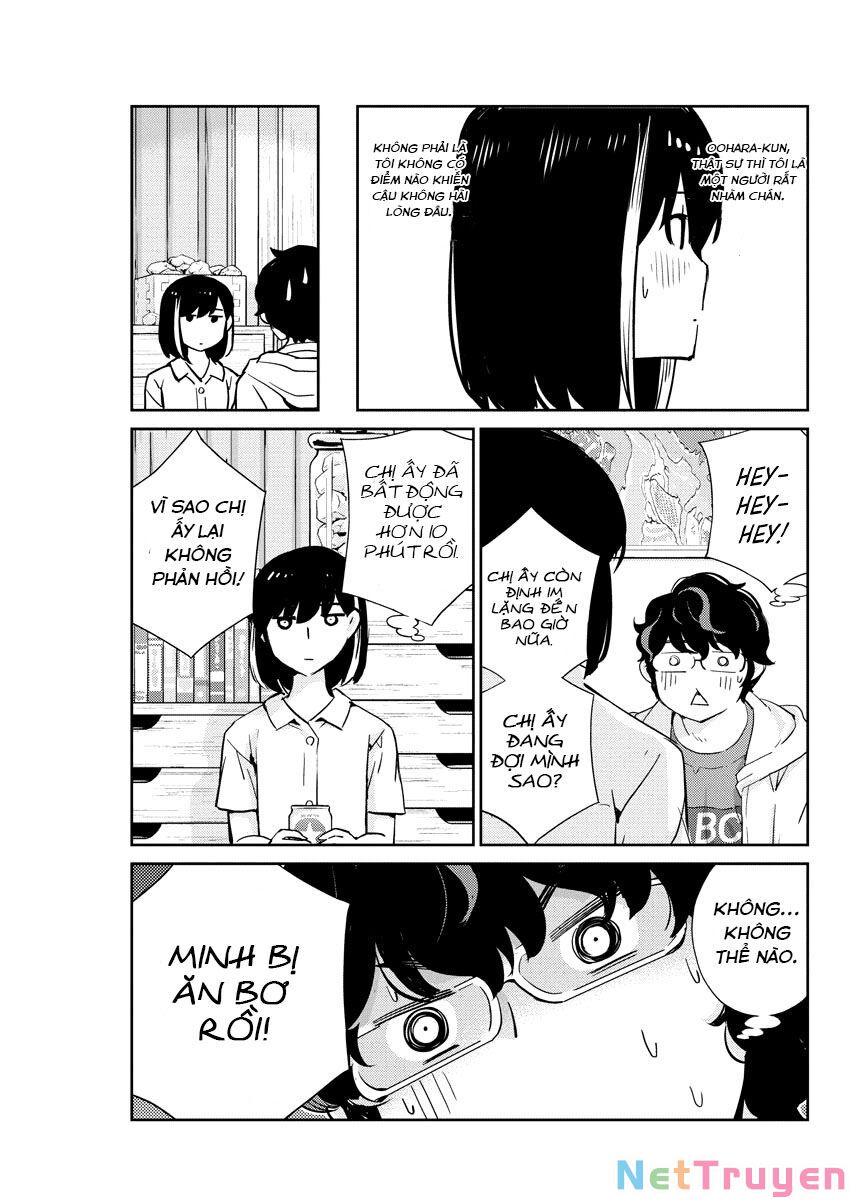 OOHARA-KUN,
THẬT SỰ THÌ TÔI LÀ
MỘT NGƯỜI RẤT
NHÀM CHÁN.
KHÔNG PHẢI LÀ
TÔI KHÔNG CÓ
ĐIỂM NÀO KHIẾN
CẬU KHÔNG HÀI
LÒNG ĐÂU.
HEY-
HEY-
HEY!
CHỊ ẤY CÒN
ĐỊNH IM
LẶNG ĐẾN
BAO GIỜ
NỮA.
CHỊ ẤY
ĐANG
ĐỢI MÌNH
SAO?
BO
CHỊ ẤY ĐÃ
BẤT ĐỘNG
ĐƯỢC
HƠN 10
PHÚT RỒI.
VÌ SAO CHỊ
ẤY LẠI
KHÔNG
PHẢN HỒI!
KHÔNG...
KHÔNG
THỂ NÀO.
MINH BỊ
ĂN BƠ
RỒI!
NetTruyen